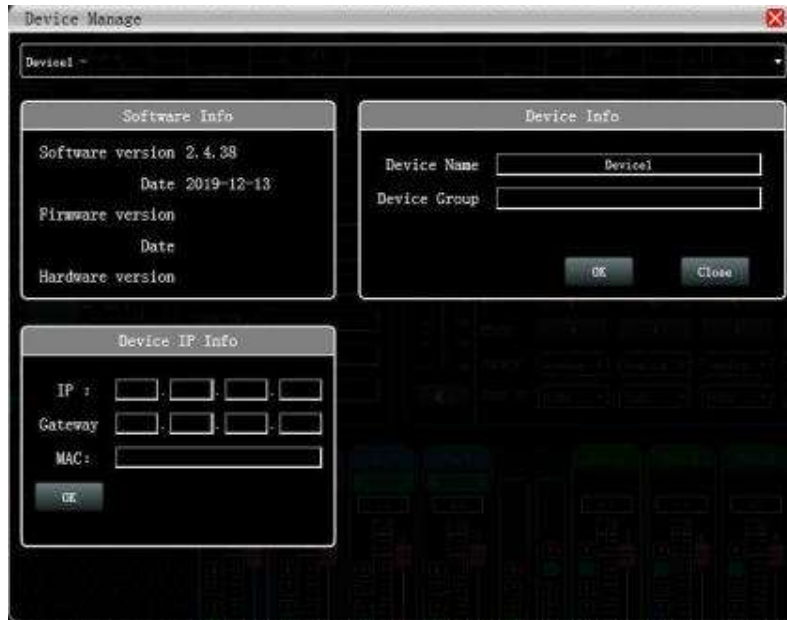 Device Manage
Device1 -
Software Info
Software version 2.4.38
Date 2019-12-13
Firmware version
Date
Hardware version
Device Info
Device Name Device1
Device Group
OK Close
Device IP Info
IP :
Gateway
MAC:
OK